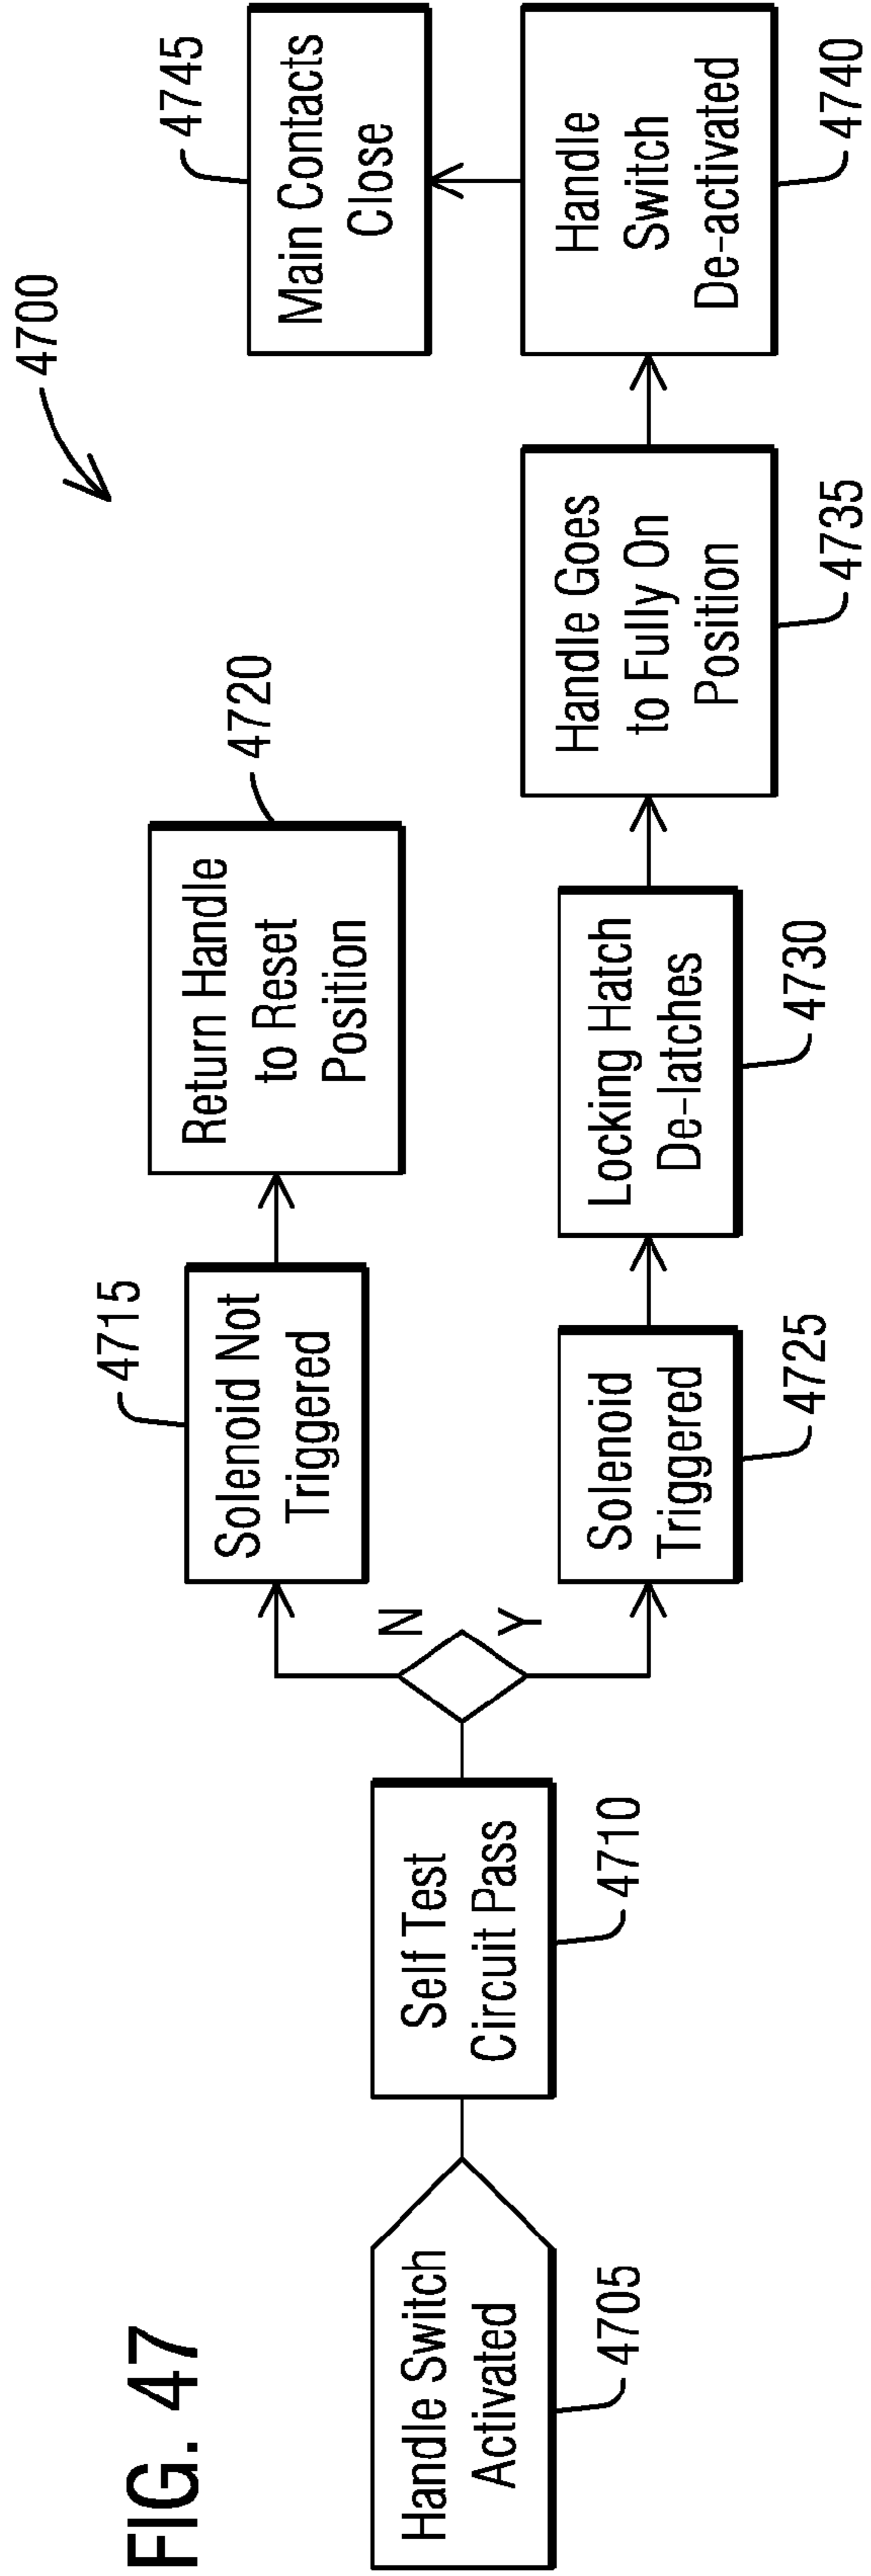 FIG. 47
4700
Handle Switch
Activated
4705
Self Test
Circuit Pass
4710
N
Y
4715
Solenoid Not
Triggered
4720
Return Handle
to Reset
Position
Solenoid
Triggered
4725
Locking Hatch
De-latches
4730
Handle Goes
to Fully On
Position
4735
Handle
Switch
De-activated
4740
4745
Main Contacts
Close